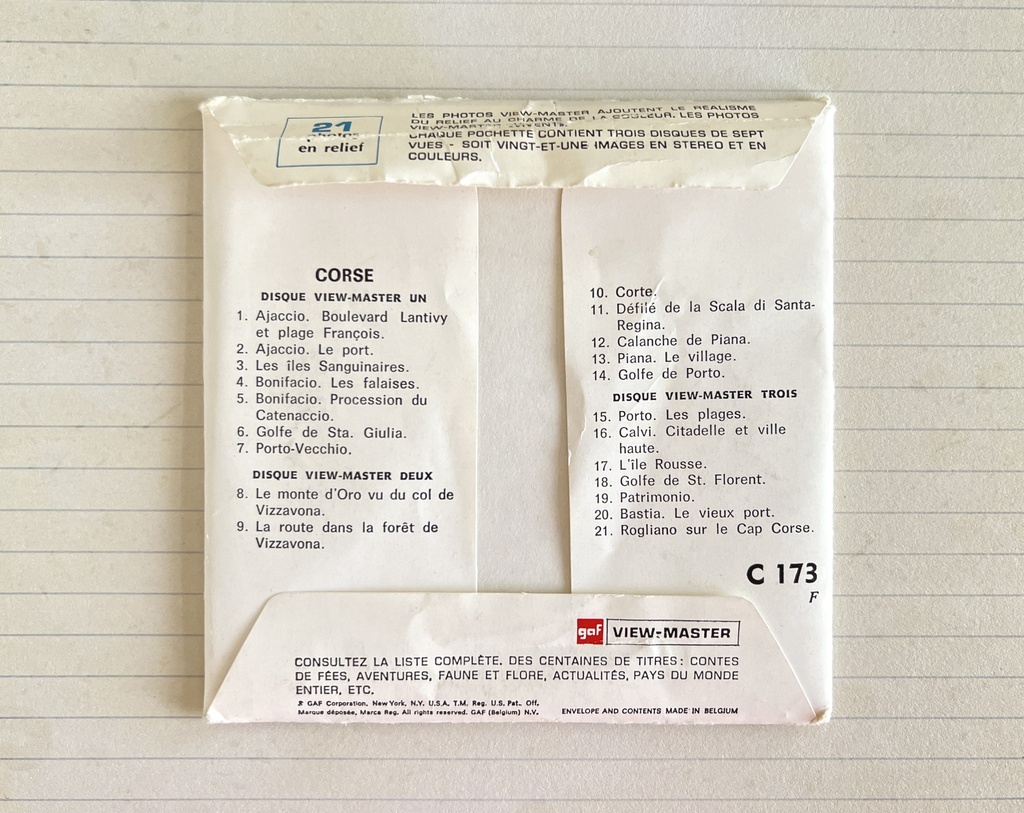 21
photos
en relief
LES PHOTOS VIEW-MASTER AJOUTENT LE RÉALISME
DU RELIEF AU CHARME DE LA COULEUR. LES PHOTOS
VIEW-MASTER
CHAQUE POCHETTE CONTIENT TROIS DISQUES DE SEPT
VUES - SOIT VINGT-ET-UNE IMAGES EN STEREO ET EN
COULEURS.
CORSE
DISQUE VIEW-MASTER UN
1. Ajaccio. Boulevard Lantivy
et plage François.
2. Ajaccio. Le port.
3. Les îles Sanguinaires.
4. Bonifacio. Les falaises.
5. Bonifacio. Procession du
Catenaccio.
6. Golfe de Sta. Giulia.
7. Porto-Vecchio.
DISQUE VIEW-MASTER DEUX
8. Le monte d'Oro vu du col de
Vizzavona.
9. La route dans la forêt de
Vizzavona.
10. Corte.
11. Défilé de la Scala di Santa-
Regina.
12. Calanche de Piana.
13. Piana. Le village.
14. Golfe de Porto.
DISQUE VIEW-MASTER TROIS
15. Porto. Les plages.
16. Calvi. Citadelle et ville
haute.
17. L'île Rousse.
18. Golfe de St. Florent.
19. Patrimonio.
20. Bastia. Le vieux port.
21. Rogliano sur le Cap Corse.
C 173
F
gaf VIEW-MASTER
CONSULTEZ LA LISTE COMPLÈTE. DES CENTAINES DE TITRES: CONTES
DE FÉES, AVENTURES, FAUNE ET FLORE, ACTUALITÉS, PAYS DU MONDE
ENTIER, ETC.
GAF Corporation, New York, N.Y. U.S.A. T.M. Reg. U.S. Pat. Off.
Marque déposée, Marca Reg. All rights reserved. GAF (Belgium) N.V.
ENVELOPE AND CONTENTS MADE IN BELGIUM